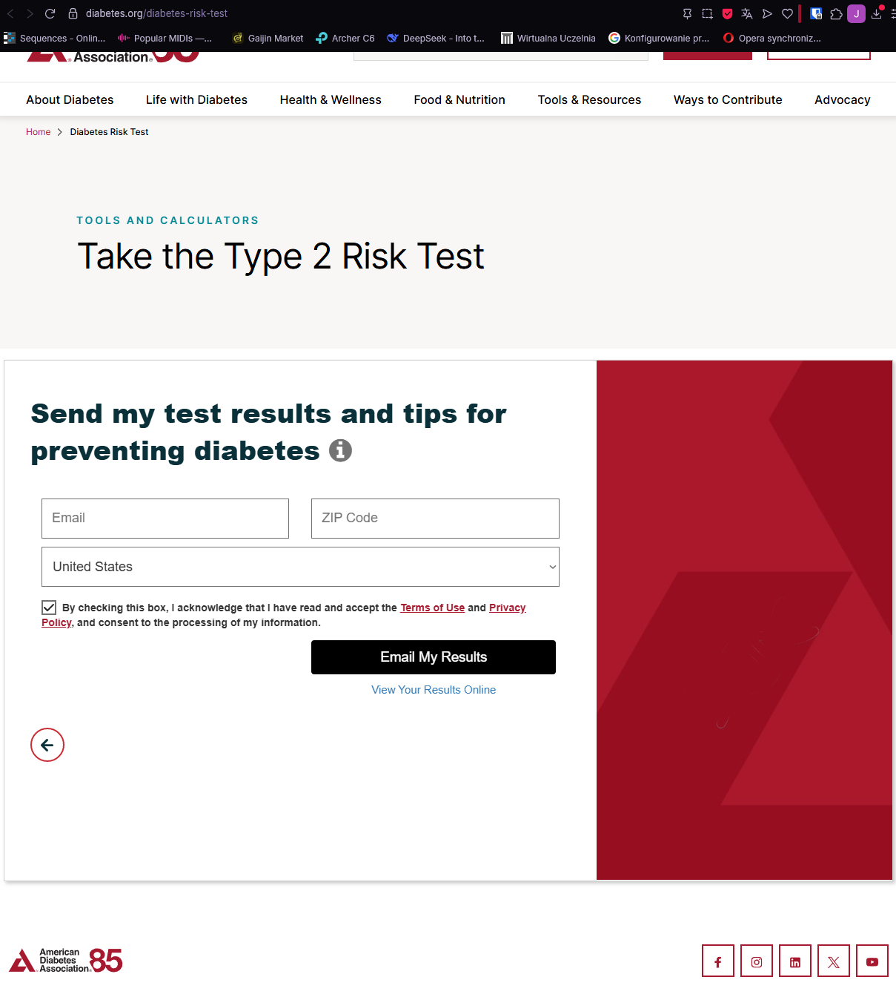 diabetes.org/diabetes-risk-test
J
Sequences - Onlin...
Popular MIDIs —...
Gaijin Market
Archer C6
DeepSeek - Into t...
Wirtualna Uczelnia
Konfigurowanie pr...
Opera synchroniz...
Association®
About Diabetes
Life with Diabetes
Health & Wellness
Food & Nutrition
Tools & Resources
Ways to Contribute
Advocacy
Home > Diabetes Risk Test
TOOLS AND CALCULATORS
Take the Type 2 Risk Test
Send my test results and tips for
preventing diabetes
Email
ZIP Code
United States
By checking this box, I acknowledge that I have read and accept the Terms of Use and Privacy
Policy, and consent to the processing of my information.
Email My Results
View Your Results Online
American
Diabetes
Association®
85